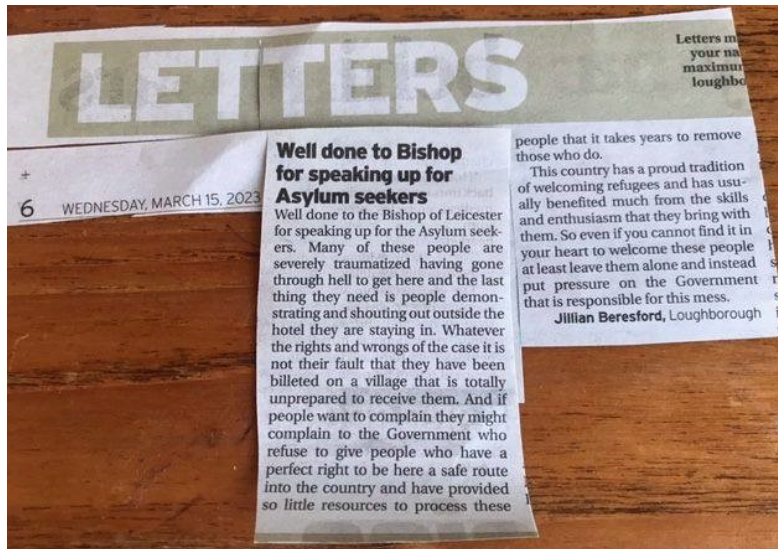 LETTERS
Letters m
your na
maximu
loughbo
6 WEDNESDAY, MARCH 15, 2023
Well done to Bishop
for speaking up for
Asylum seekers
Well done to the Bishop of Leicester
for speaking up for the Asylum seek-
ers. Many of these people are
severely traumatized having gone
through hell to get here and the last
thing they need is people demon-
strating and shouting out outside the
hotel they are staying in. Whatever
the rights and wrongs of the case it is
not their fault that they have been
billeted on a village that is totally
unprepared to receive them. And if
people want to complain they might
complain to the Government who
refuse to give people who have a
perfect right to be here a safe route
into the country and have provided
so little resources to process these
people that it takes years to remove
those who do.
This country has a proud tradition
of welcoming refugees and has usu-
ally benefited much from the skills
and enthusiasm that they bring with
them. So even if you cannot find it in
your heart to welcome these people
at least leave them alone and instead
put pressure on the Government
that is responsible for this mess.
Jillian Beresford, Loughborough